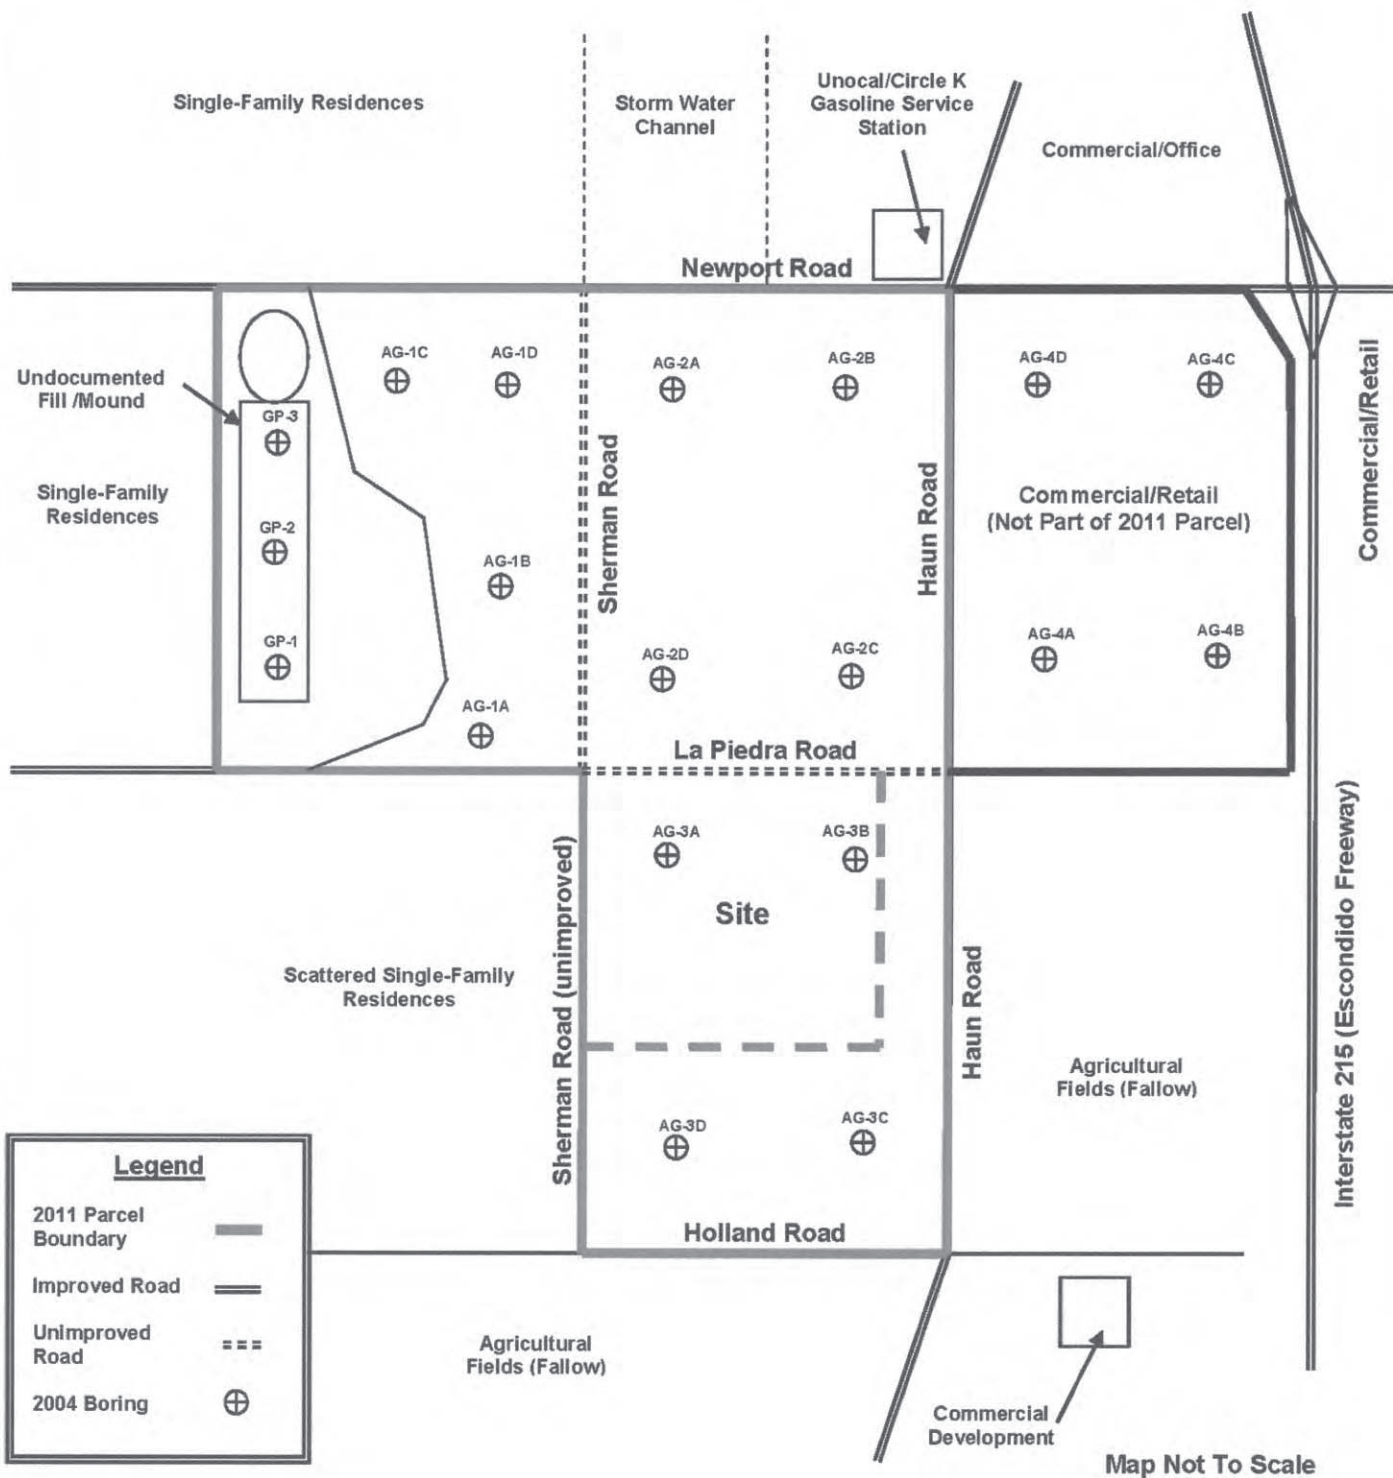 Single-Family Residences
Storm Water
Channel
Unocal/Circle K
Gasoline Service
Station
Commercial/Office
Newport Road
Undocumented
Fill /Mound
Single-Family
Residences
GP-3
GP-2
GP-1
AG-1C
AG-1D
AG-1B
AG-1A
Sherman Road
AG-2A
AG-2B
AG-2D
AG-2C
Haun Road
AG-4D
AG-4C
Commercial/Retail
(Not Part of 2011 Parcel)
AG-4A
AG-4B
Commercial/Retail
La Piedra Road
AG-3A
AG-3B
Site
Scattered Single-Family
Residences
Sherman Road (unimproved)
Haun Road
Agricultural
Fields (Fallow)
Interstate 215 (Escondido Freeway)
AG-3D
AG-3C
Holland Road
Legend
2011 Parcel
Boundary
Improved Road
Unimproved
Road
2004 Boring
Agricultural
Fields (Fallow)
Commercial
Development
Map Not To Scale